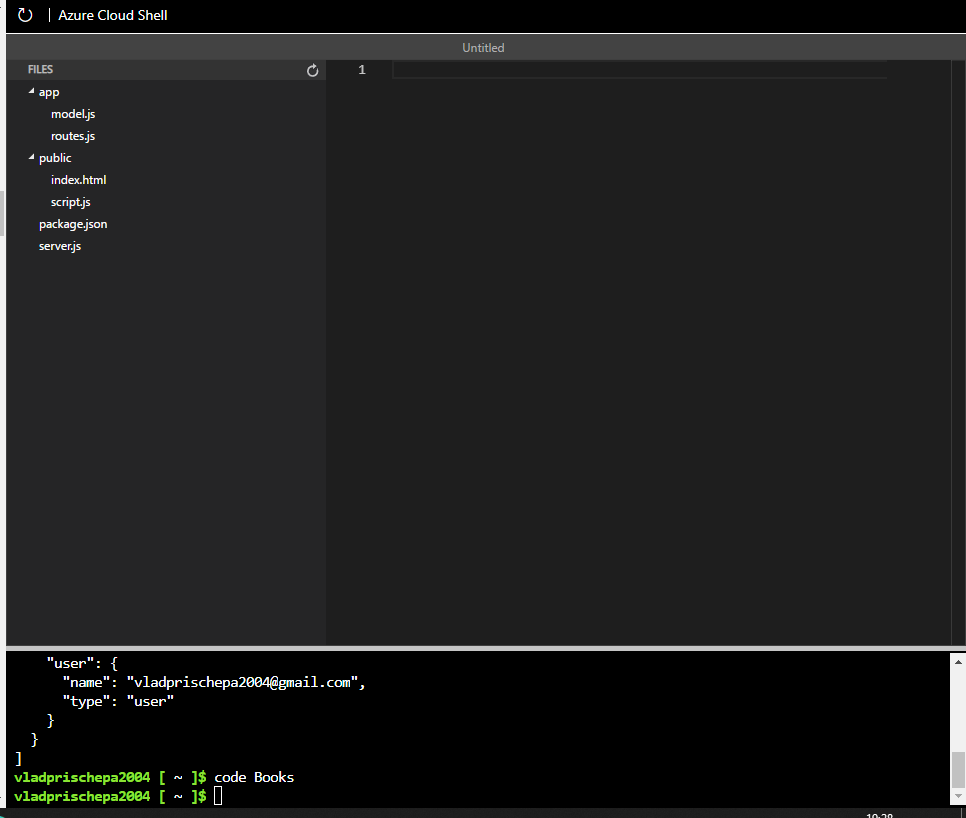 Azure Cloud Shell
Untitled
FILES
1
app
model.js
routes.js
public
index.html
script.js
package.json
server.js
"user": {
"name": "vladprischepa2004@gmail.com",
"type": "user"
}
}
]
vladprischepa2004 [ ~ ]$ code Books
vladprischepa2004 [ ~ ]$